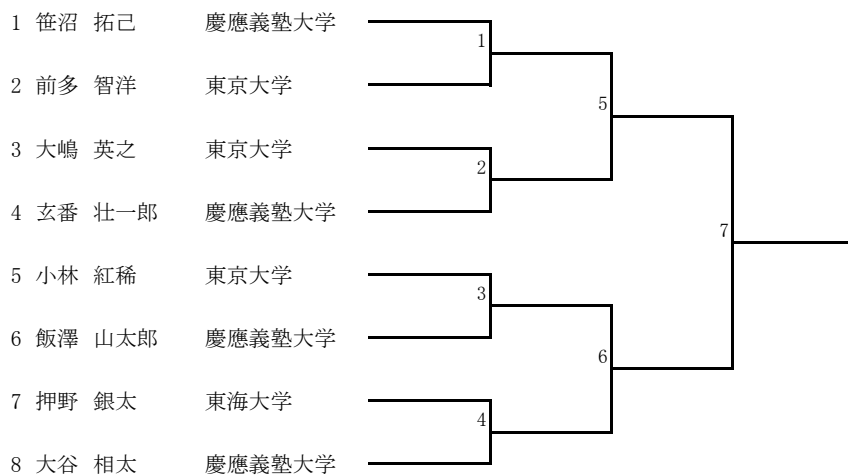 1 笹沼 拓己 慶應義塾大学
1
2 前多 智洋 東京大学
5
3 大嶋 英之 東京大学
2
4 玄番 壮一郎 慶應義塾大学
7
5 小林 紅稀 東京大学
3
6 飯澤 山太郎 慶應義塾大学
6
7 押野 銀太 東海大学
4
8 大谷 相太 慶應義塾大学